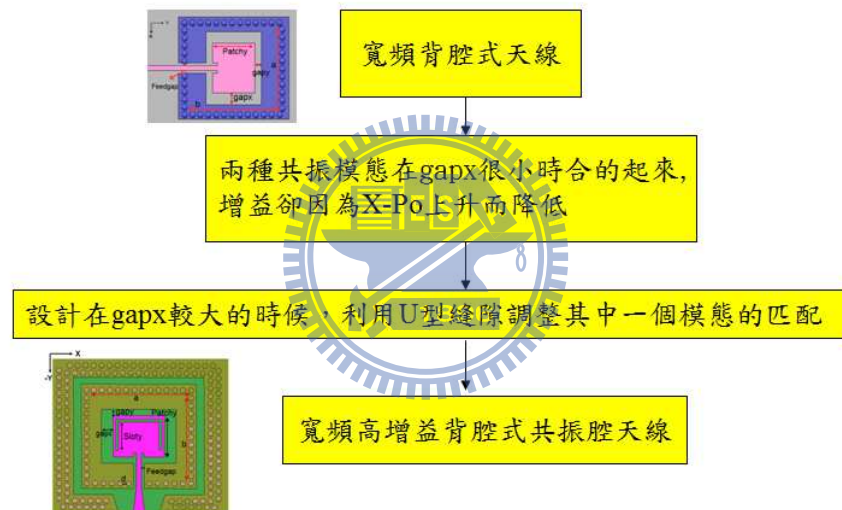 Patchy
a
gapy
Feedgap
b
gapx
寬頻背腔式天線
兩種共振模態在gapx很小時合的起來,
增益卻因為X-Po上升而降低
設計在gapx較大的時候，利用U型縫隙調整其中一個模態的匹配
X
-Y
a
gapy
Patchy
gapx
Sloty
b
Feedgap
d
寬頻高增益背腔式共振腔天線